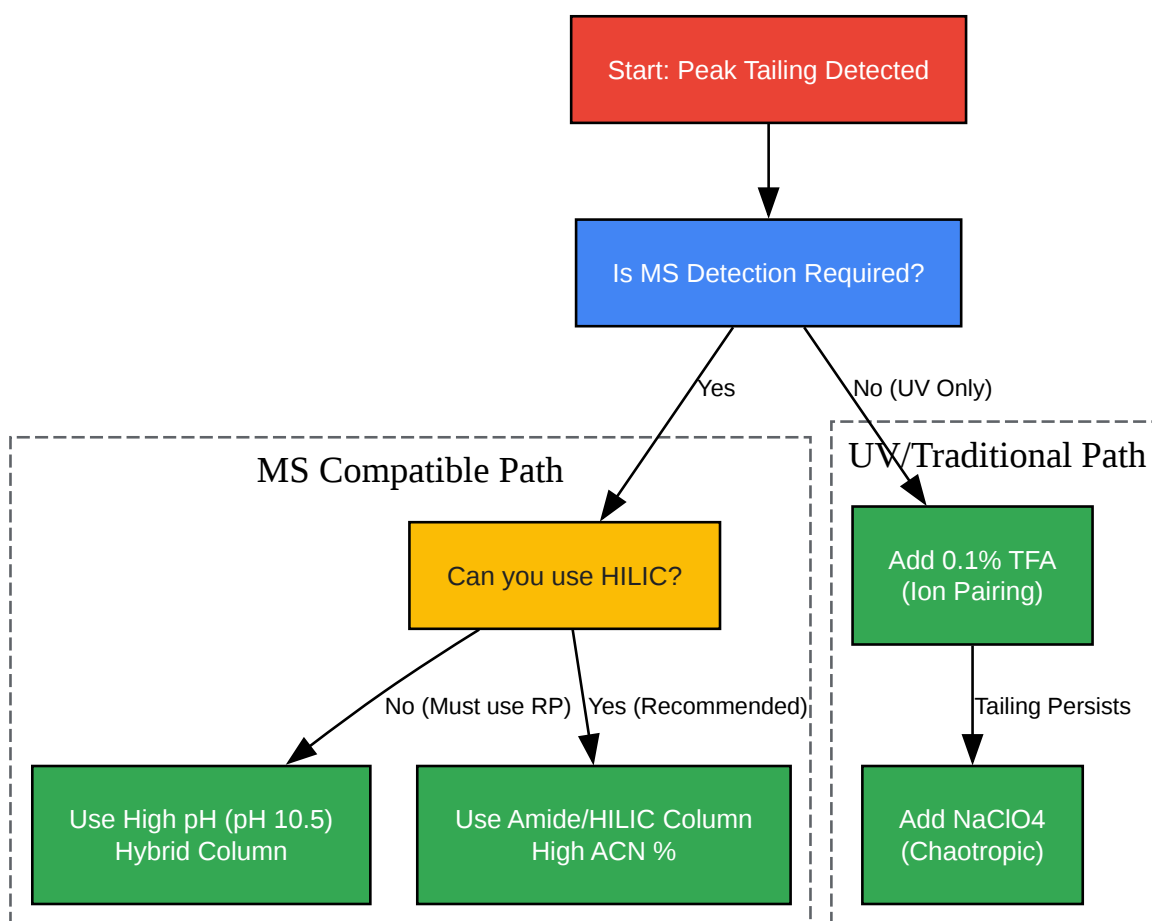 Start: Peak Tailing Detected
Is MS Detection Required?
Yes
No (UV Only)
MS Compatible Path
UV/Traditional Path
Can you use HILIC?
Add 0.1% TFA
(Ion Pairing)
No (Must use RP)
Yes (Recommended)
Tailing Persists
Use High pH (pH 10.5)
Hybrid Column
Use Amide/HILIC Column
High ACN %
Add NaClO4
(Chaotropic)